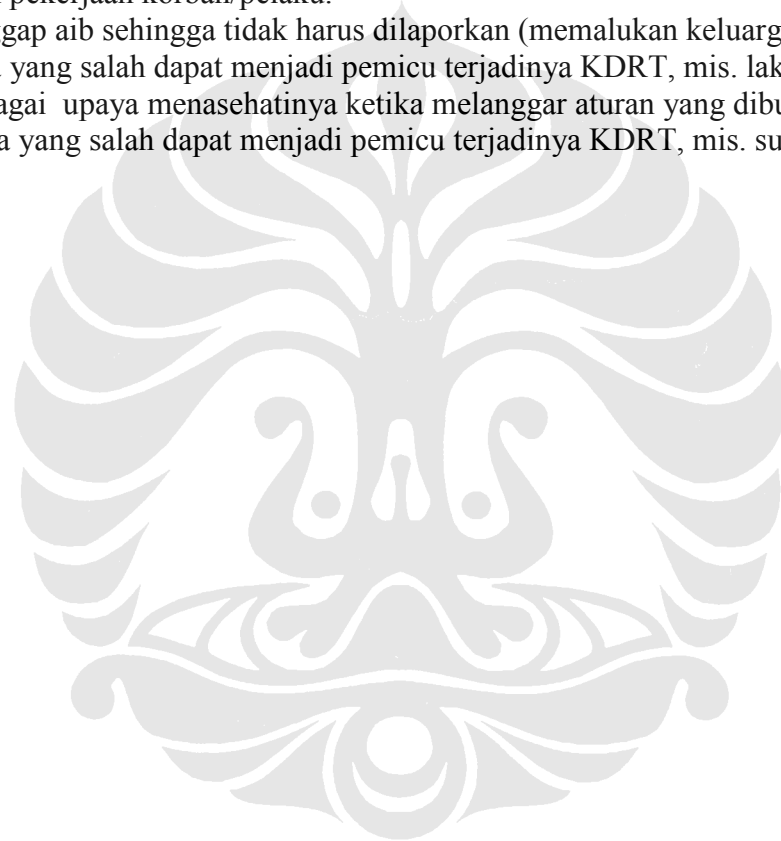 pekerjaan korban/pelaku.
ggap aib sehingga tidak harus dilaporkan (memalukan keluarg
yang salah dapat menjadi pemicu terjadinya KDRT, mis. lak
agai upaya menasehatinya ketika melanggar aturan yang dibu
a yang salah dapat menjadi pemicu terjadinya KDRT, mis. su